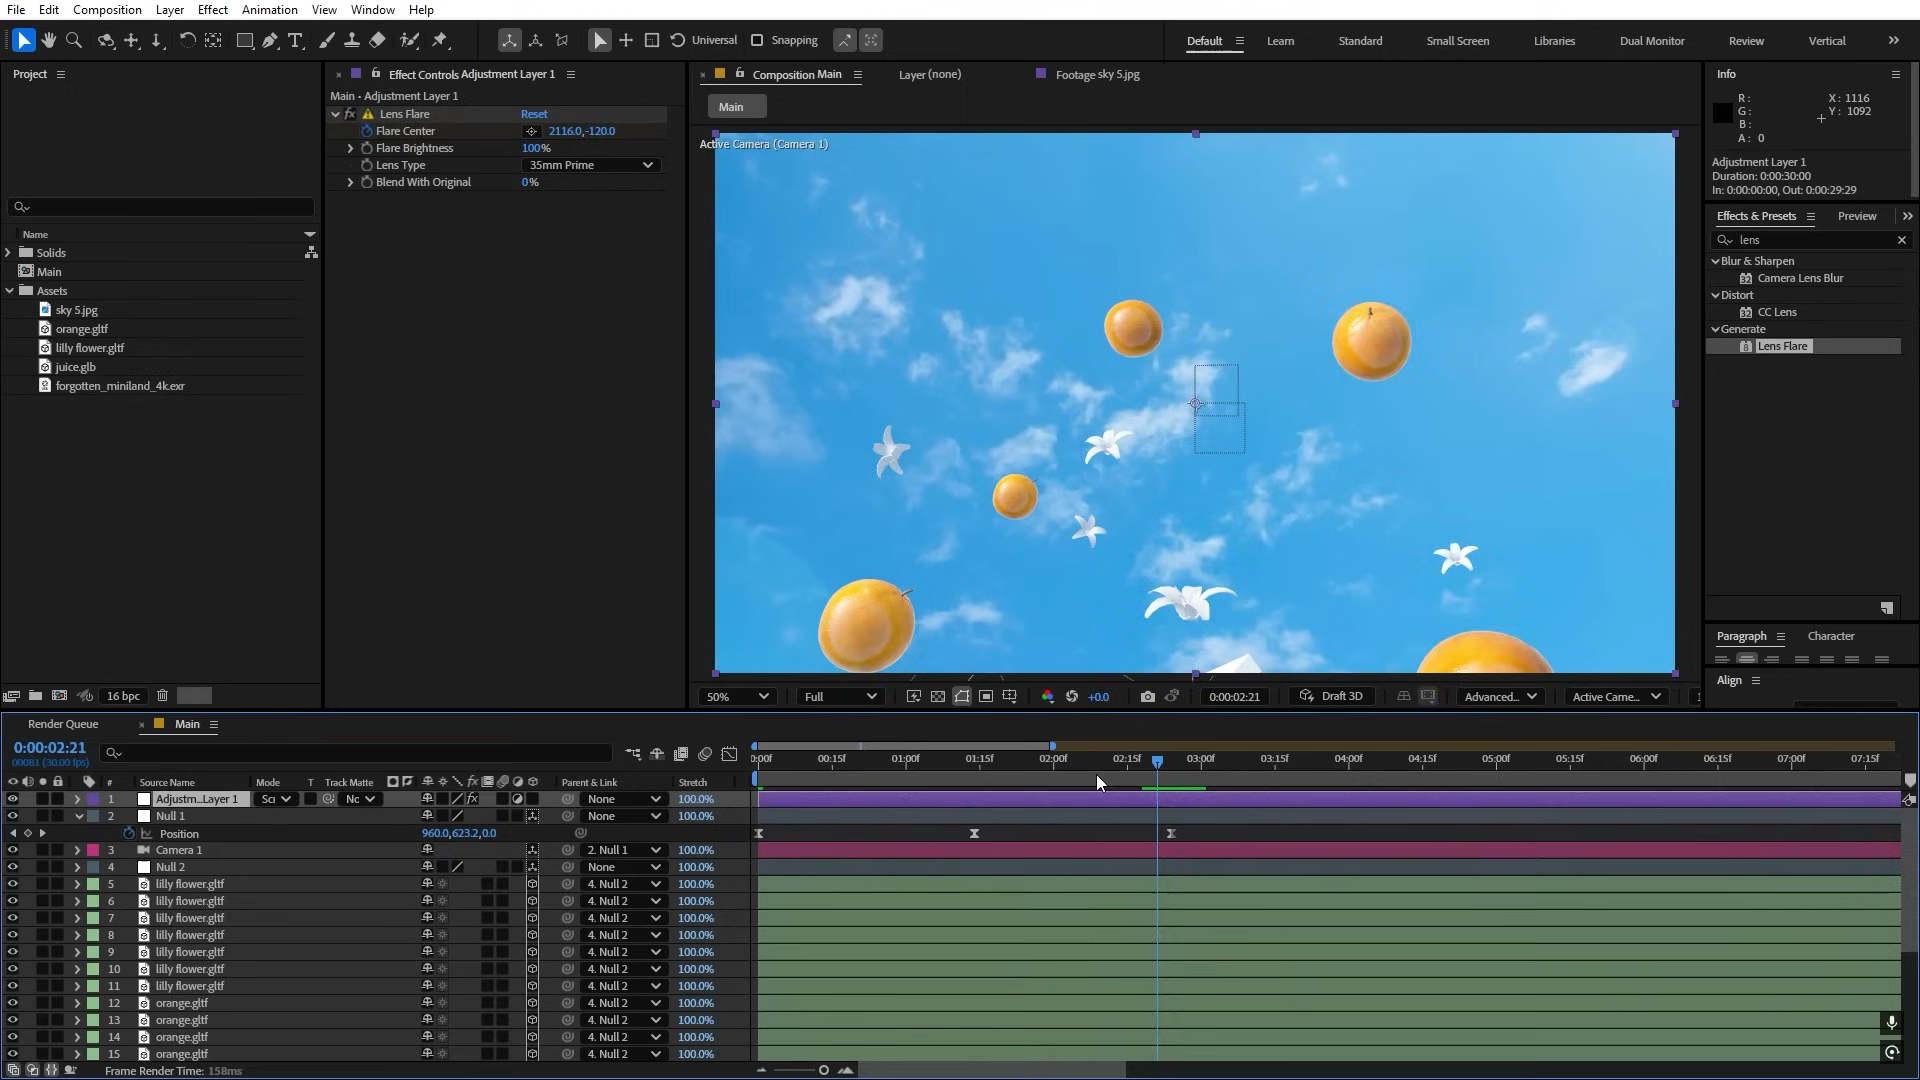 File Edit Composition Layer Effect Animation View Window Help
Universal Snapping Default Learn Standard Small Screen Libraries Dual Monitor Review Vertical
Project
Name
Solids
Main
Assets
sky 5.jpg
orange.gltf
lilly flower.gltf
juice.glb
forgotten_miniland_4k.exr
16 bpc
Effect Controls Adjustment Layer 1
Main - Adjustment Layer 1
fx Lens Flare Reset
Flare Center 2116.0,-120.0
Flare Brightness 100%
Lens Type 35mm Prime
Blend With Original 0%
Composition Main Layer (none) Footage sky 5.jpg
Main
Active Camera (Camera 1)
50% Full +0.0 0:00:02:21 Draft 3D Advanced... Active Came...
Info
R: X: 1116
G: Y: 1092
B:
A: 0
Adjustment Layer 1
Duration: 0:00:30:00
In: 0:00:00:00, Out: 0:00:29:29
Effects & Presets Preview
lens
Blur & Sharpen
Camera Lens Blur
Distort
CC Lens
Generate
Lens Flare
Paragraph Character
Align
Render Queue Main
0:00:02:21
00081 (30.00 fps)
:00f 00:15f 01:00f 01:15f 02:00f 02:15f 03:00f 03:15f 04:00f 04:15f 05:00f 05:15f 06:00f 06:15f 07:00f 07:15f
# Source Name Mode T Track Matte fx Parent & Link Stretch
1 Adjustm...Layer 1 Sc Nc fx None 100.0%
2 Null 1 None 100.0%
Position 960.0,623.2,0.0
3 Camera 1 2. Null 1 100.0%
4 Null 2 None 100.0%
5 lilly flower.gltf 4. Null 2 100.0%
6 lilly flower.gltf 4. Null 2 100.0%
7 lilly flower.gltf 4. Null 2 100.0%
8 lilly flower.gltf 4. Null 2 100.0%
9 lilly flower.gltf 4. Null 2 100.0%
10 lilly flower.gltf 4. Null 2 100.0%
11 lilly flower.gltf 4. Null 2 100.0%
12 orange.gltf 4. Null 2 100.0%
13 orange.gltf 4. Null 2 100.0%
14 orange.gltf 4. Null 2 100.0%
15 orange.gltf 4. Null 2 100.0%
Frame Render Time: 158ms